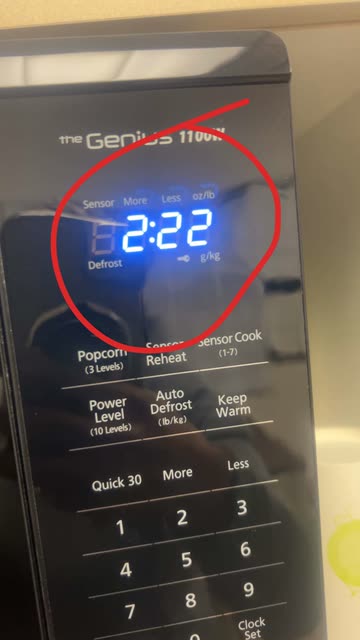 the Genius 1100W
Sensor More Less oz/lb
2:22
Defrost g/kg
Popcorn Sensor Sensor Cook
(3 Levels) Reheat (1-7)
Power Auto Keep
Level Defrost Warm
(10 Levels) (lb/kg)
Quick 30 More Less
1 2 3
4 5 6
7 8 9
0 Clock
Set